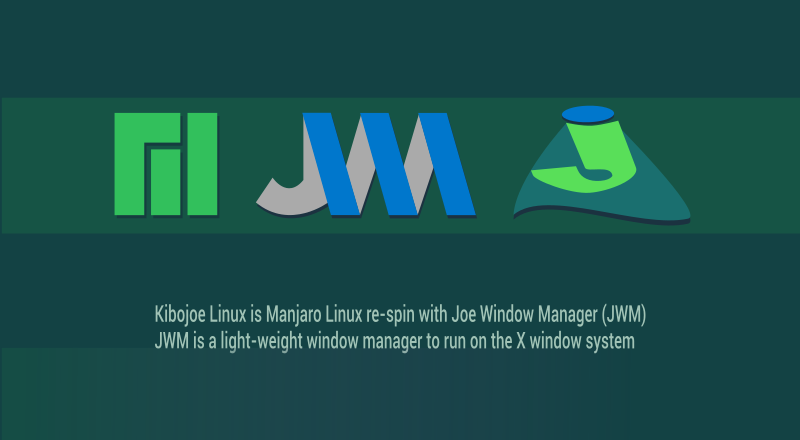 JWM
Kibojoe Linux is Manjaro Linux re-spin with Joe Window Manager (JWM)
JWM is a light-weight window manager to run on the X window system